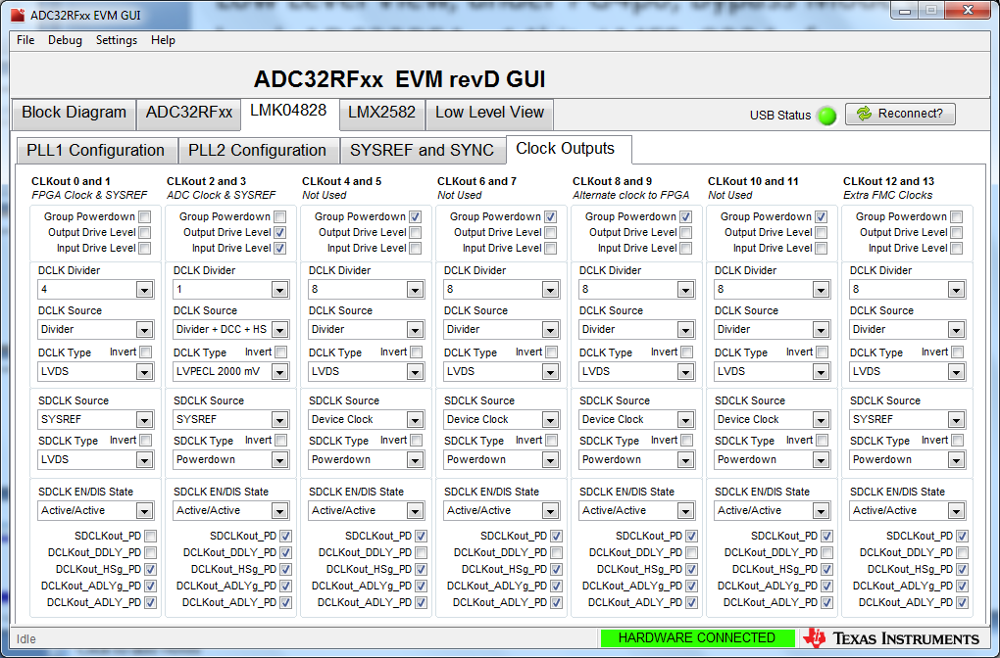 ADC32RFxx EVM GUI
File Debug Settings Help
ADC32RFxx EVM revD GUI
Block Diagram ADC32RFxx LMK04828 LMX2582 Low Level View USB Status Reconnect?
PLL1 Configuration PLL2 Configuration SYSREF and SYNC Clock Outputs
CLKout 0 and 1 CLKout 2 and 3 CLKout 4 and 5 CLKout 6 and 7 CLKout 8 and 9 CLKout 10 and 11 CLKout 12 and 13
FPGA Clock & SYSREF ADC Clock & SYSREF Not Used Not Used Alternate clock to FPGA Not Used Extra FMC Clocks
Group Powerdown Group Powerdown Group Powerdown Group Powerdown Group Powerdown Group Powerdown Group Powerdown
Output Drive Level Output Drive Level Output Drive Level Output Drive Level Output Drive Level Output Drive Level Output Drive Level
Input Drive Level Input Drive Level Input Drive Level Input Drive Level Input Drive Level Input Drive Level Input Drive Level
DCLK Divider DCLK Divider DCLK Divider DCLK Divider DCLK Divider DCLK Divider DCLK Divider
4 1 8 8 8 8 8
DCLK Source DCLK Source DCLK Source DCLK Source DCLK Source DCLK Source DCLK Source
Divider Divider + DCC + HS Divider Divider Divider Divider Divider
DCLK Type Invert DCLK Type Invert DCLK Type Invert DCLK Type Invert DCLK Type Invert DCLK Type Invert DCLK Type Invert
LVDS LVPECL 2000 mV LVDS LVDS LVDS LVDS LVDS
SDCLK Source SDCLK Source SDCLK Source SDCLK Source SDCLK Source SDCLK Source SDCLK Source
SYSREF SYSREF Device Clock Device Clock Device Clock Device Clock SYSREF
SDCLK Type Invert SDCLK Type Invert SDCLK Type Invert SDCLK Type Invert SDCLK Type Invert SDCLK Type Invert SDCLK Type Invert
LVDS Powerdown Powerdown Powerdown Powerdown Powerdown Powerdown
SDCLK EN/DIS State SDCLK EN/DIS State SDCLK EN/DIS State SDCLK EN/DIS State SDCLK EN/DIS State SDCLK EN/DIS State SDCLK EN/DIS State
Active/Active Active/Active Active/Active Active/Active Active/Active Active/Active Active/Active
SDCLKout_PD SDCLKout_PD SDCLKout_PD SDCLKout_PD SDCLKout_PD SDCLKout_PD SDCLKout_PD
DCLKout_DDLY_PD DCLKout_DDLY_PD DCLKout_DDLY_PD DCLKout_DDLY_PD DCLKout_DDLY_PD DCLKout_DDLY_PD DCLKout_DDLY_PD
DCLKout_HSg_PD DCLKout_HSg_PD DCLKout_HSg_PD DCLKout_HSg_PD DCLKout_HSg_PD DCLKout_HSg_PD DCLKout_HSg_PD
DCLKout_ADLYg_PD DCLKout_ADLYg_PD DCLKout_ADLYg_PD DCLKout_ADLYg_PD DCLKout_ADLYg_PD DCLKout_ADLYg_PD DCLKout_ADLYg_PD
DCLKout_ADLY_PD DCLKout_ADLY_PD DCLKout_ADLY_PD DCLKout_ADLY_PD DCLKout_ADLY_PD DCLKout_ADLY_PD DCLKout_ADLY_PD
Idle HARDWARE CONNECTED TEXAS INSTRUMENTS